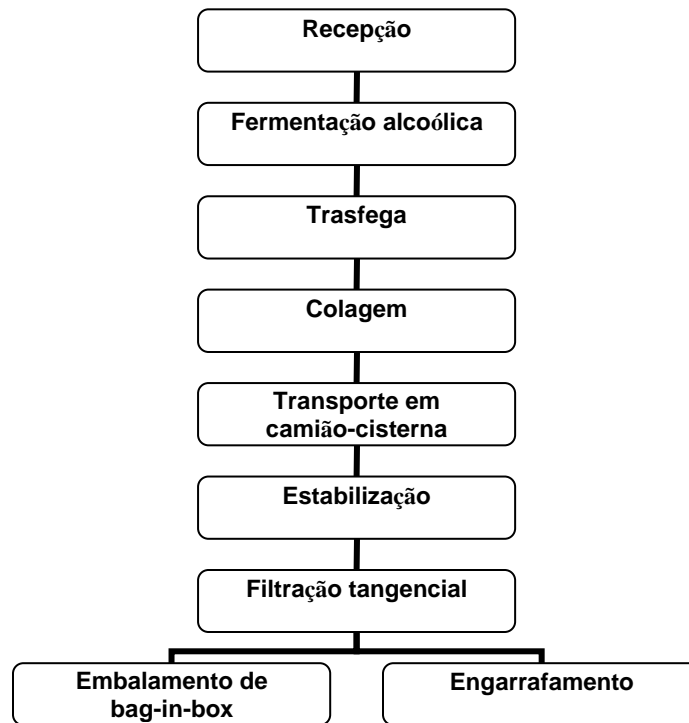 Recepção
Fermentação alcoólica
Trasfega
Colagem
Transporte em
camião-cisterna
Estabilização
Filtração tangencial
Embalamento de
bag-in-box
Engarrafamento